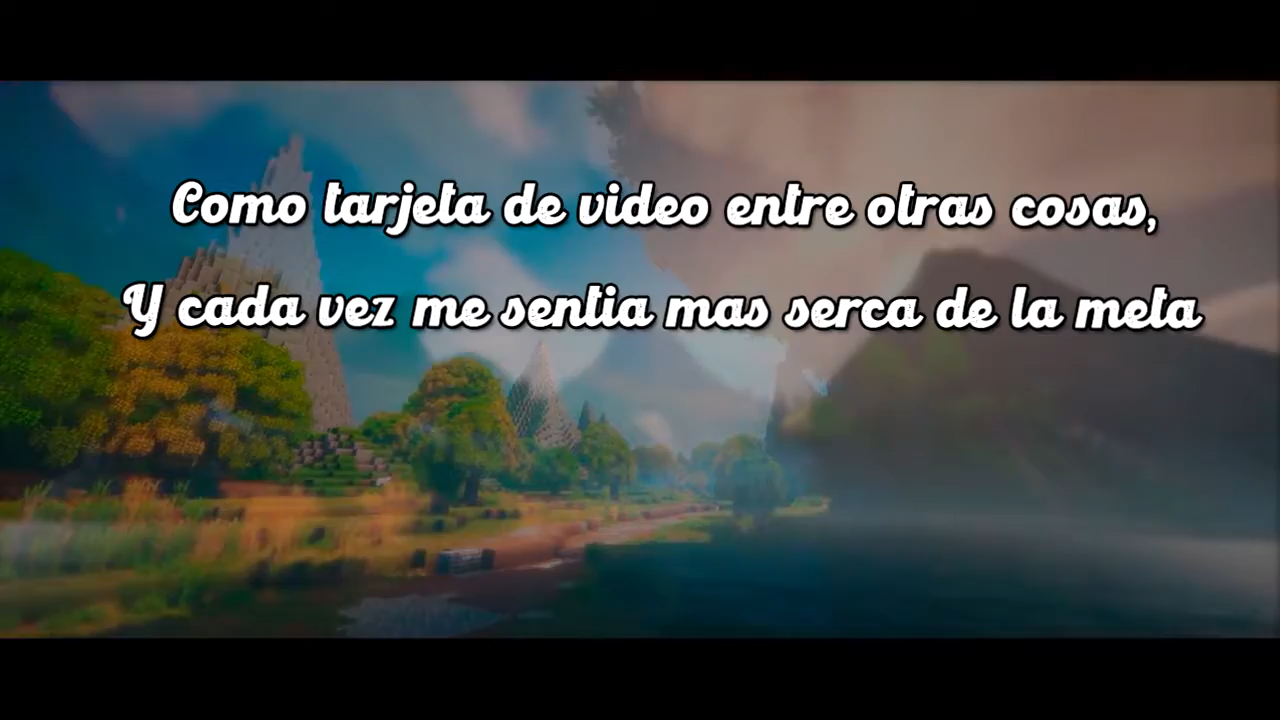 Como tarjeta de video entre otras cosas,
Y cada vez me sentia mas serca de la meta